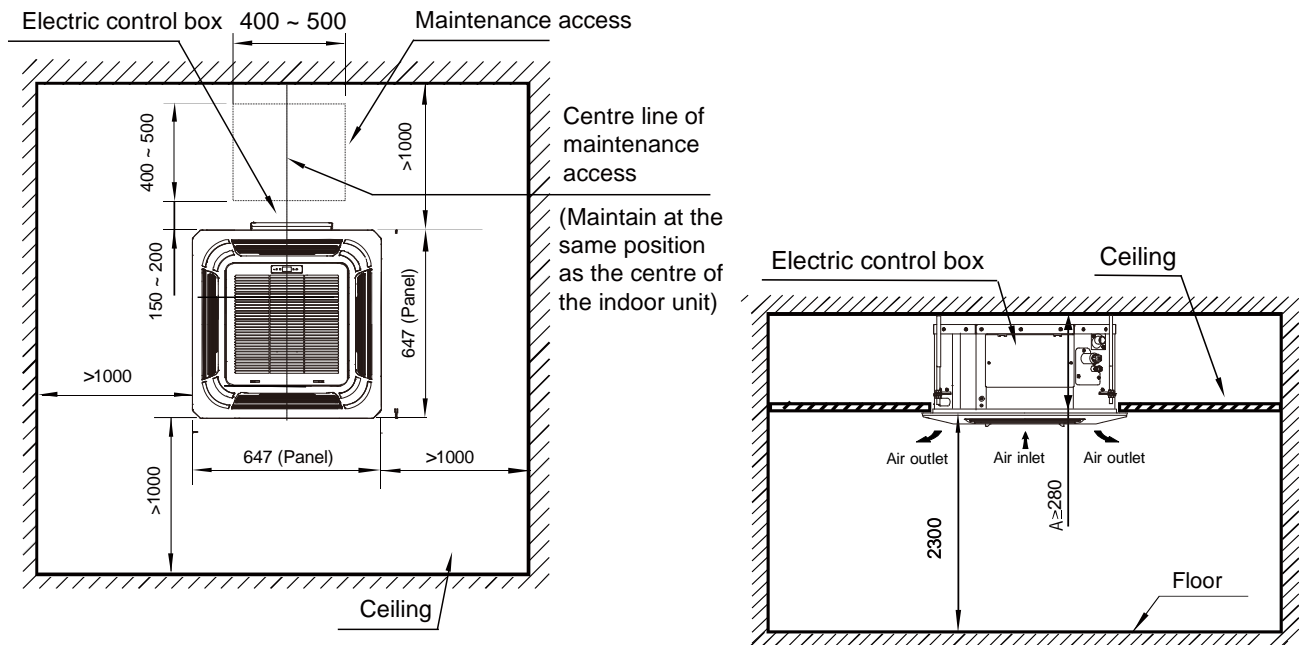 Electric control box
400 ~ 500
Maintenance access
400 ~ 500
>1000
Centre line of
maintenance
access
(Maintain at the
same position
as the centre of
the indoor unit)
150 ~ 200
647 (Panel)
>1000
647 (Panel)
>1000
>1000
Ceiling
Electric control box
Ceiling
Air outlet
Air inlet
Air outlet
A≥280
2300
Floor